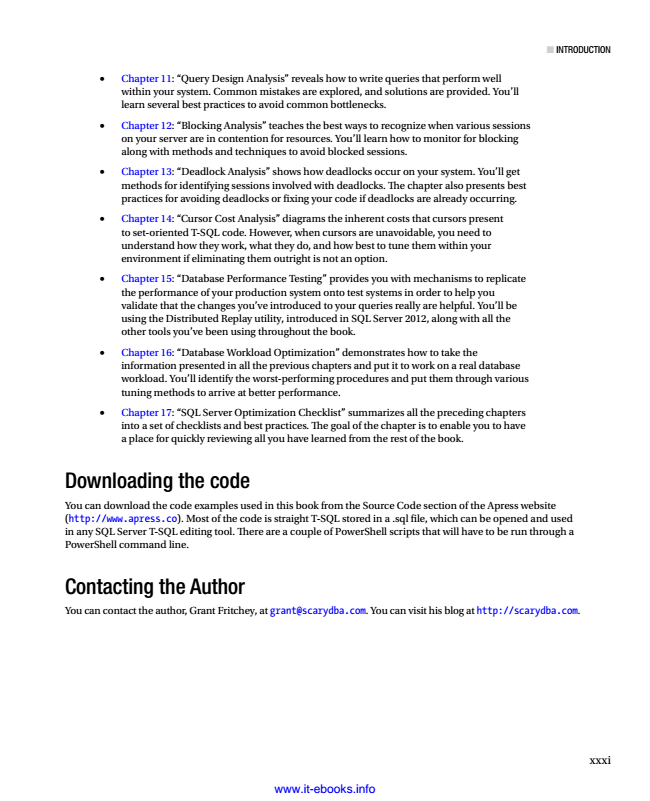 INTRODUCTION
• Chapter 11: “Query Design Analysis” reveals how to write queries that perform well
within your system. Common mistakes are explored, and solutions are provided. You’ll
learn several best practices to avoid common bottlenecks.
• Chapter 12: “Blocking Analysis” teaches the best ways to recognize when various sessions
on your server are in contention for resources. You’ll learn how to monitor for blocking
along with methods and techniques to avoid blocked sessions.
• Chapter 13: “Deadlock Analysis” shows how deadlocks occur on your system. You’ll get
methods for identifying sessions involved with deadlocks. The chapter also presents best
practices for avoiding deadlocks or fixing your code if deadlocks are already occurring.
• Chapter 14: “Cursor Cost Analysis” diagrams the inherent costs that cursors present
to set-oriented T-SQL code. However, when cursors are unavoidable, you need to
understand how they work, what they do, and how best to tune them within your
environment if eliminating them outright is not an option.
• Chapter 15: “Database Performance Testing” provides you with mechanisms to replicate
the performance of your production system onto test systems in order to help you
validate that the changes you’ve introduced to your queries really are helpful. You’ll be
using the Distributed Replay utility, introduced in SQL Server 2012, along with all the
other tools you’ve been using throughout the book.
• Chapter 16: “Database Workload Optimization” demonstrates how to take the
information presented in all the previous chapters and put it to work on a real database
workload. You’ll identify the worst-performing procedures and put them through various
tuning methods to arrive at better performance.
• Chapter 17: “SQL Server Optimization Checklist” summarizes all the preceding chapters
into a set of checklists and best practices. The goal of the chapter is to enable you to have
a place for quickly reviewing all you have learned from the rest of the book.
Downloading the code
You can download the code examples used in this book from the Source Code section of the Apress website
(http://www.apress.co). Most of the code is straight T-SQL stored in a .sql file, which can be opened and used
in any SQL Server T-SQL editing tool. There are a couple of PowerShell scripts that will have to be run through a
PowerShell command line.
Contacting the Author
You can contact the author, Grant Fritchey, at grant@scarydba.com. You can visit his blog at http://scarydba.com.
xxxi
www.it-ebooks.info